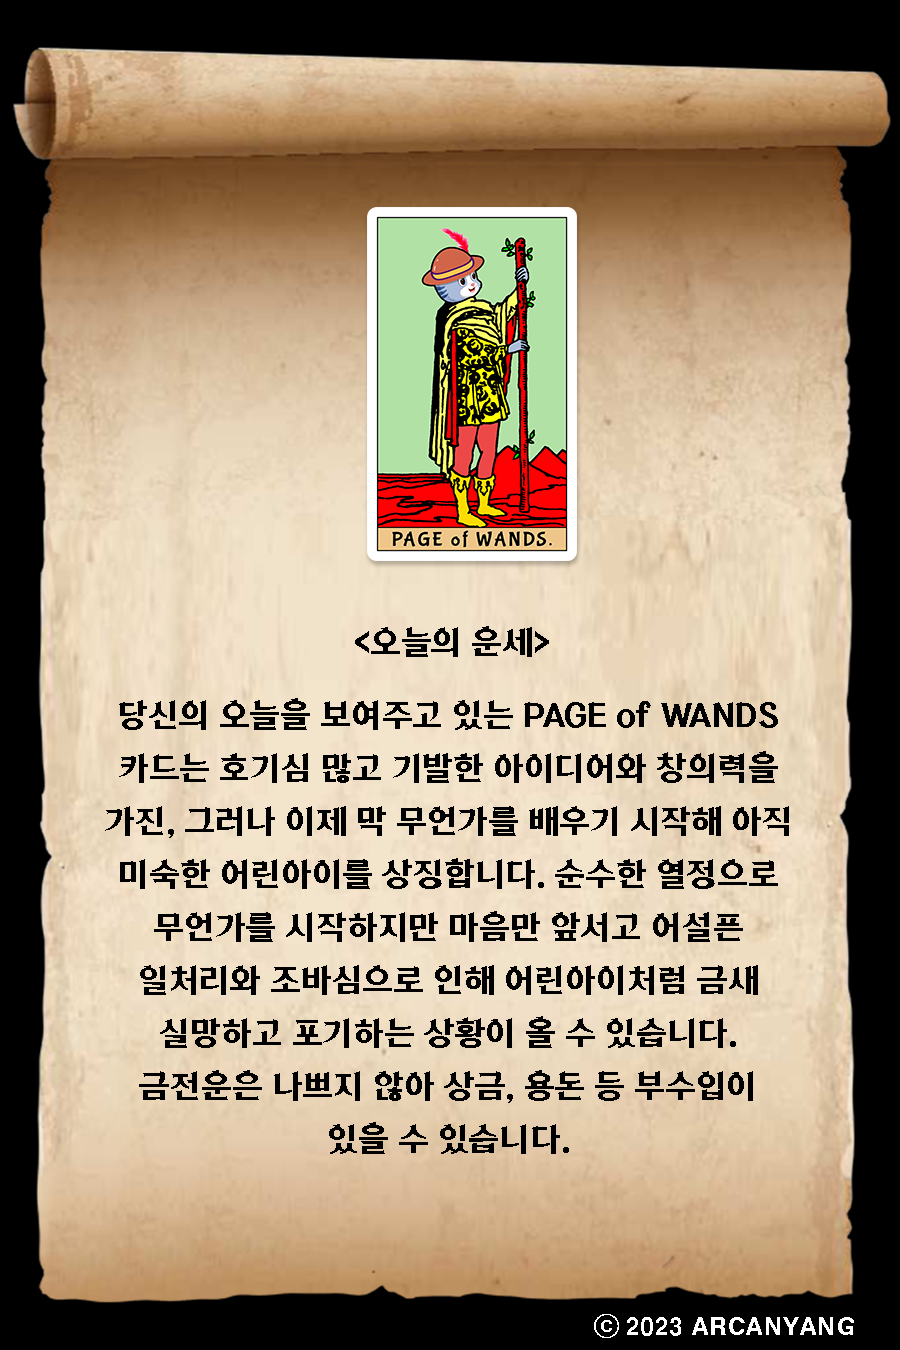 PAGE of WANDS.
<오늘의 운세>
당신의 오늘을 보여주고 있는 PAGE of WANDS
카드는 호기심 많고 기발한 아이디어와 창의력을
가진, 그러나 이제 막 무언가를 배우기 시작해 아직
미숙한 어린아이를 상징합니다. 순수한 열정으로
무언가를 시작하지만 마음만 앞서고 어설픈
일처리와 조바심으로 인해 어린아이처럼 금새
실망하고 포기하는 상황이 올 수 있습니다.
금전운은 나쁘지 않아 상금, 용돈 등 부수입이
있을 수 있습니다.
ⓒ 2023 ARCANYANG